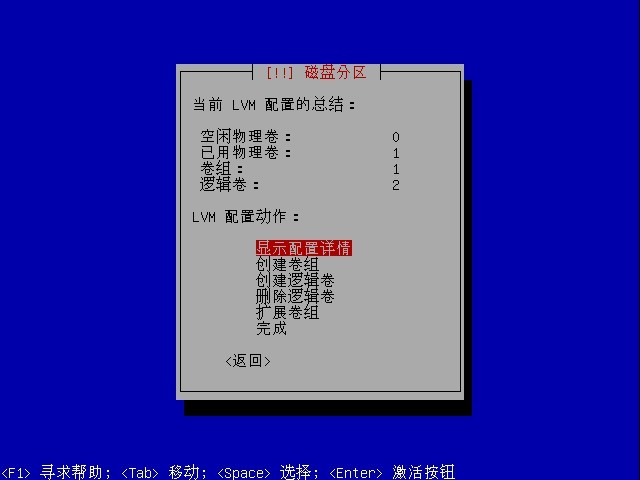 [!!] 磁盘分区
当前 LVM 配置的总结：
空闲物理卷： 0
已用物理卷： 1
卷组： 1
逻辑卷： 2
LVM 配置动作：
显示配置详情
创建卷组
创建逻辑卷
删除逻辑卷
扩展卷组
完成
<返回>
<F1> 寻求帮助; <Tab> 移动; <Space> 选择; <Enter> 激活按钮